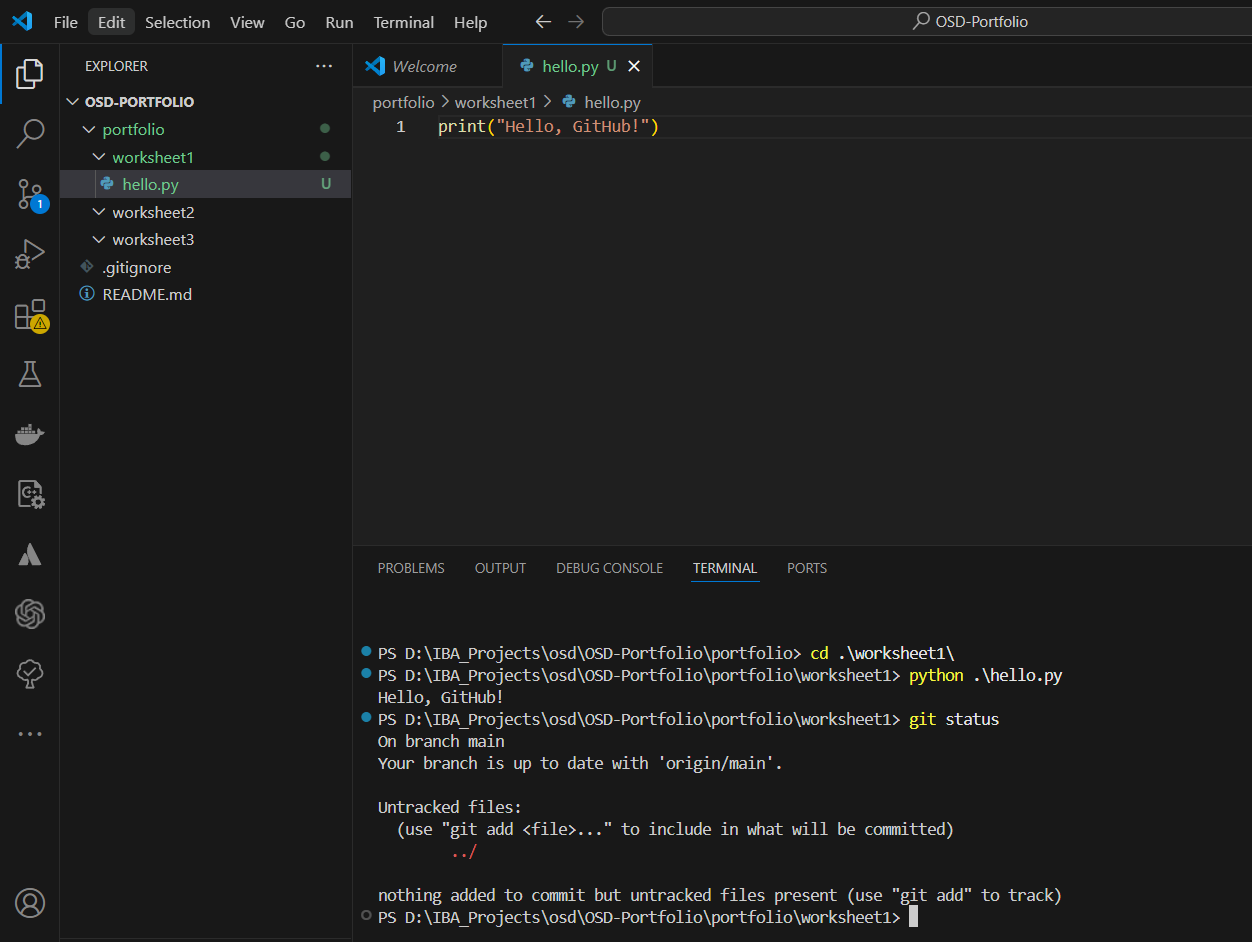 File Edit Selection View Go Run Terminal Help
OSD-Portfolio
EXPLORER
OSD-PORTFOLIO
portfolio
worksheet1
hello.py U
worksheet2
worksheet3
.gitignore
README.md
1
Welcome
hello.py U
portfolio > worksheet1 > hello.py
1 print("Hello, GitHub!")
PROBLEMS OUTPUT DEBUG CONSOLE TERMINAL PORTS
PS D:\IBA_Projects\osd\OSD-Portfolio\portfolio> cd .\worksheet1\
PS D:\IBA_Projects\osd\OSD-Portfolio\portfolio\worksheet1> python .\hello.py
Hello, GitHub!
PS D:\IBA_Projects\osd\OSD-Portfolio\portfolio\worksheet1> git status
On branch main
Your branch is up to date with 'origin/main'.
Untracked files:
(use "git add <file>..." to include in what will be committed)
../
nothing added to commit but untracked files present (use "git add" to track)
PS D:\IBA_Projects\osd\OSD-Portfolio\portfolio\worksheet1>